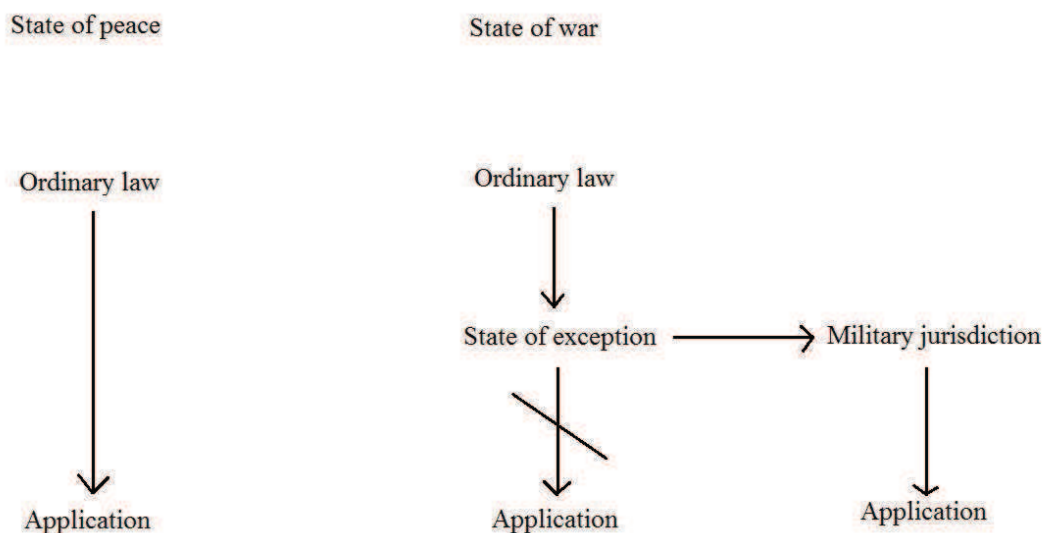 State of peace
State of war
Ordinary law
Ordinary law
State of exception
Military jurisdiction
Application
Application
Application